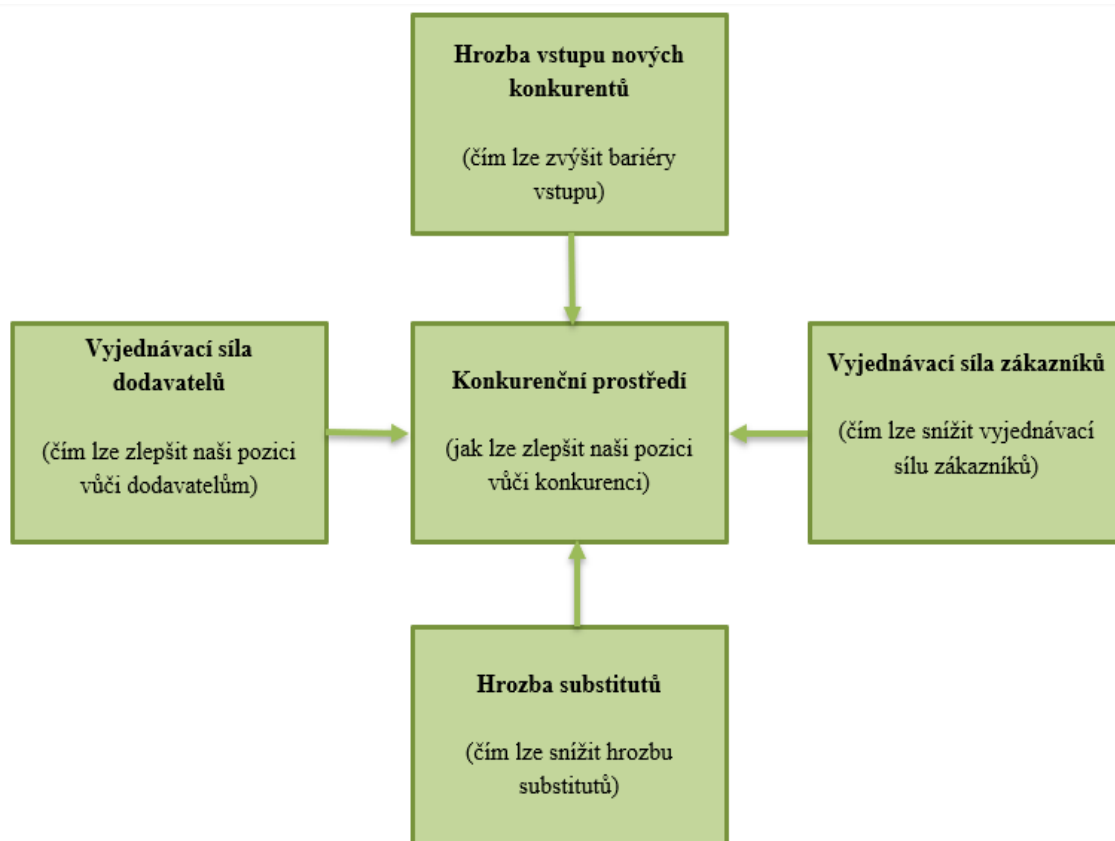 Hrozba vstupu nových
konkurentů
(čím lze zvýšit bariéry
vstupu)
Vyjednávací síla
dodavatelů
(čím lze zlepšit naši pozici
vůči dodavatelům)
Konkurenční prostředí
(jak lze zlepšit naši pozici
vůči konkurenci)
Vyjednávací síla zákazníků
(čím lze snížit vyjednávací
sílu zákazníků)
Hrozba substitutů
(čím lze snížit hrozbu
substitutů)